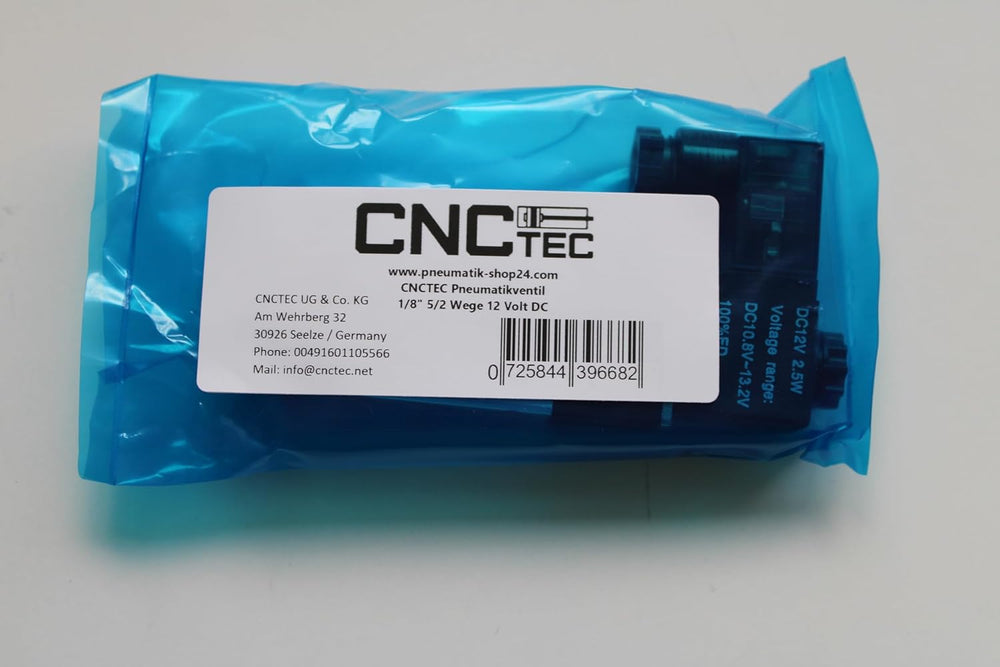 CNCTEC
www.pneumatik-shop24.com
CNCTEC Pneumatikventil
1/8" 5/2 Wege 12 Volt DC
CNCTEC UG & Co. KG
Am Wehrberg 32
30926 Seelze / Germany
Phone: 00491601105566
Mail: info@cnctec.net
0 725844 396682
DC12V 2.5W
Voltage range:
DC10.8V~13.2V
100%ED